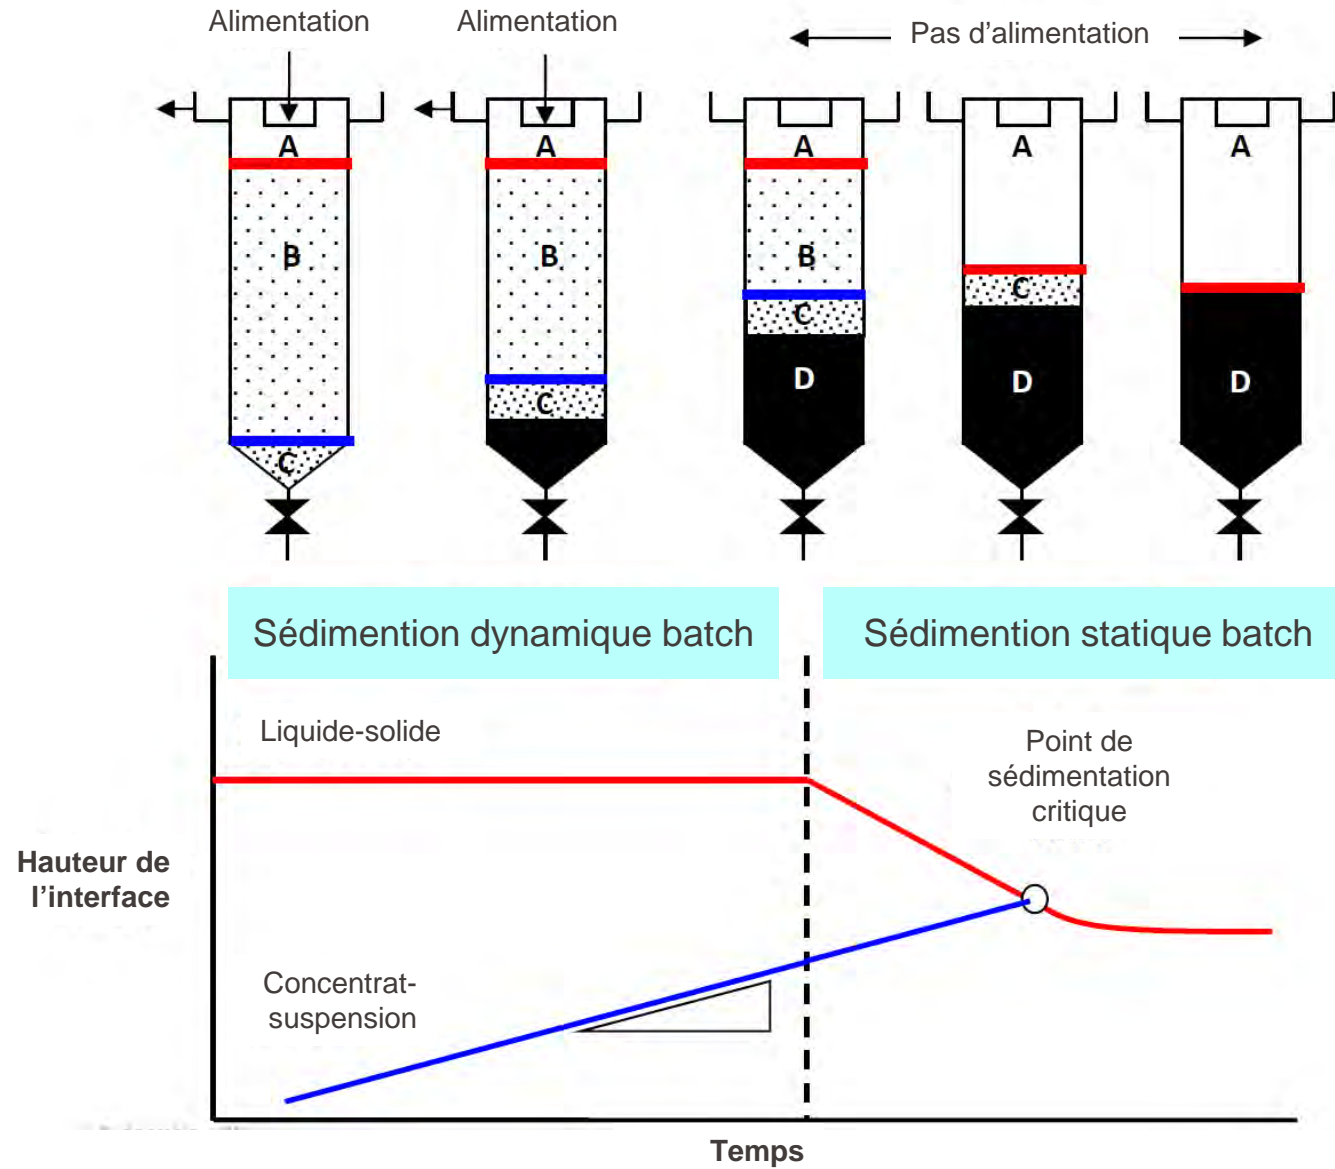 Alimentation
Alimentation
Pas d’alimentation
A
A
A
A
A
B
B
B
C
C
C
C
D
D
D
Sédimention dynamique batch
Sédimention statique batch
Liquide-solide
Point de
sédimentation
critique
Hauteur de
l’interface
Concentrat-
suspension
Temps